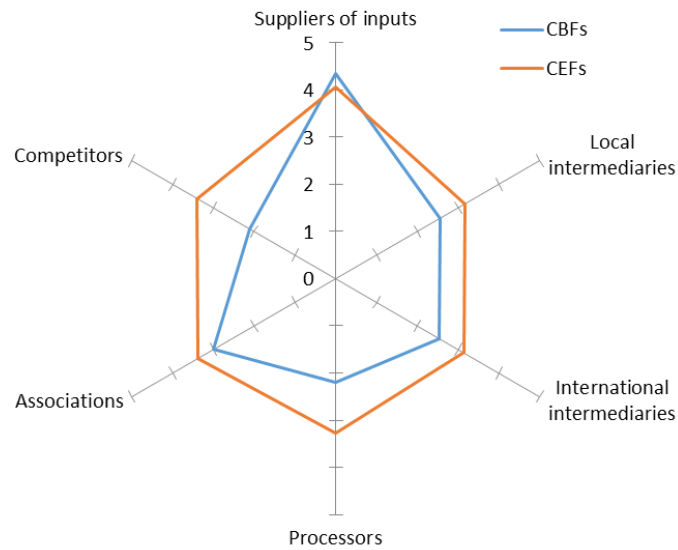 Suppliers of inputs
CBFs
CEFs
5
4
3
2
1
0
Local
intermediaries
International
intermediaries
Processors
Associations
Competitors